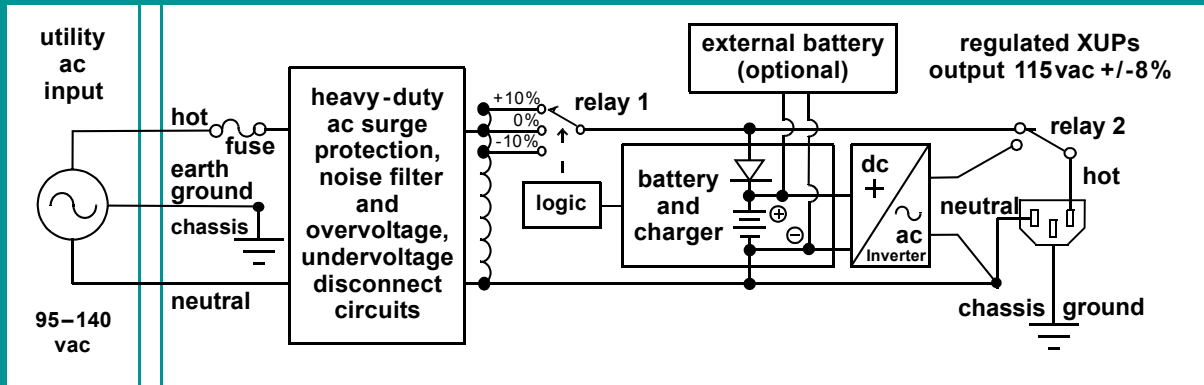 utility
ac
input
hot
fuse
earth
ground
chassis
neutral
95–140
vac
heavy-duty
ac surge
protection,
noise filter
and
overvoltage,
undervoltage
disconnect
circuits
+10%
0%
-10%
relay 1
logic
battery
and
charger
+
−
external battery
(optional)
dc
+
ac
Inverter
regulated XUPs
output 115vac +/-8%
relay 2
hot
neutral
chassis
ground